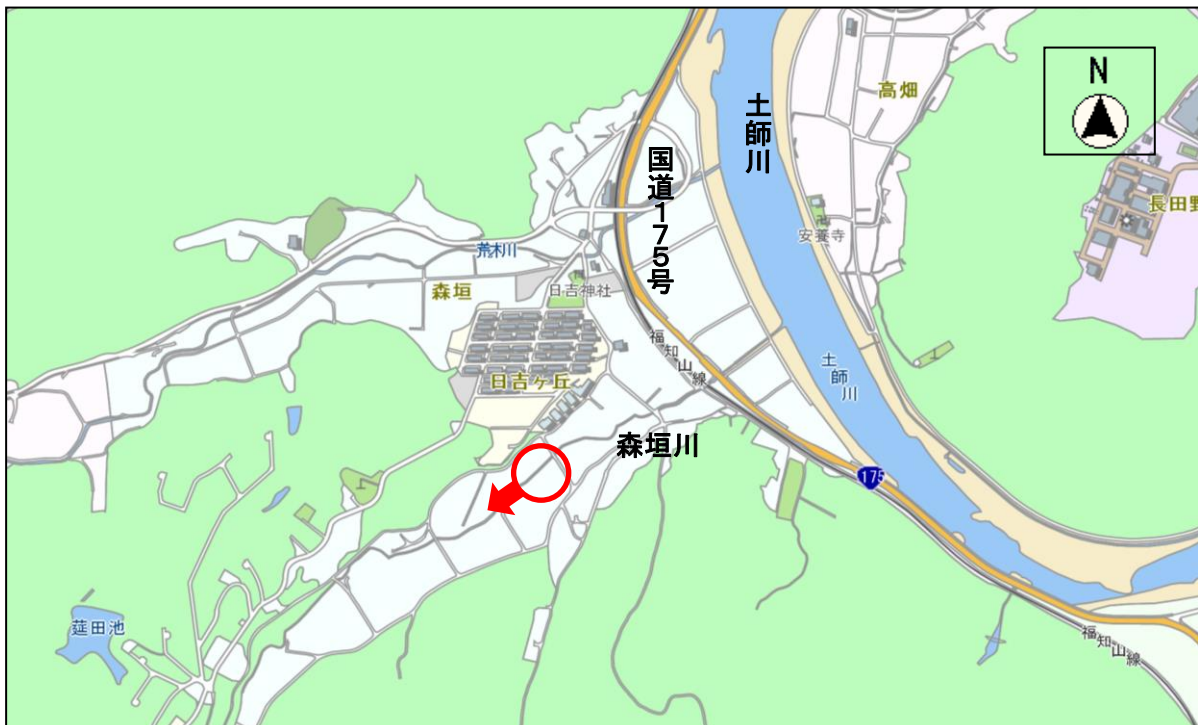 N
高畑
土師川
国道175号
長田野
安養寺
荒木川
森垣
日吉神社
福知山線
土師川
日吉ヶ丘
森垣川
175
莚田池
福知山線